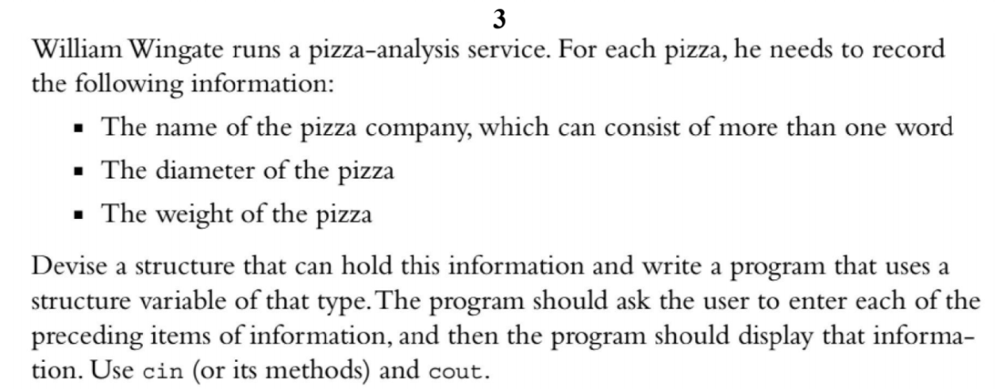 3
William Wingate runs a pizza-analysis service. For each pizza, he needs to record
the following information:
▪ The name of the pizza company, which can consist of more than one word
▪ The diameter of the pizza
▪ The weight of the pizza
Devise a structure that can hold this information and write a program that uses a
structure variable of that type. The program should ask the user to enter each of the
preceding items of information, and then the program should display that informa-
tion. Use cin (or its methods) and cout.